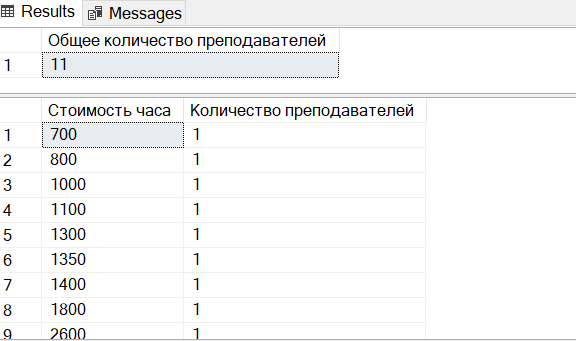 Results Messages
Общее количество преподавателей
1 11
Стоимость часа Количество преподавателей
1 700 1
2 800 1
3 1000 1
4 1100 1
5 1300 1
6 1350 1
7 1400 1
8 1800 1
9 2600 1